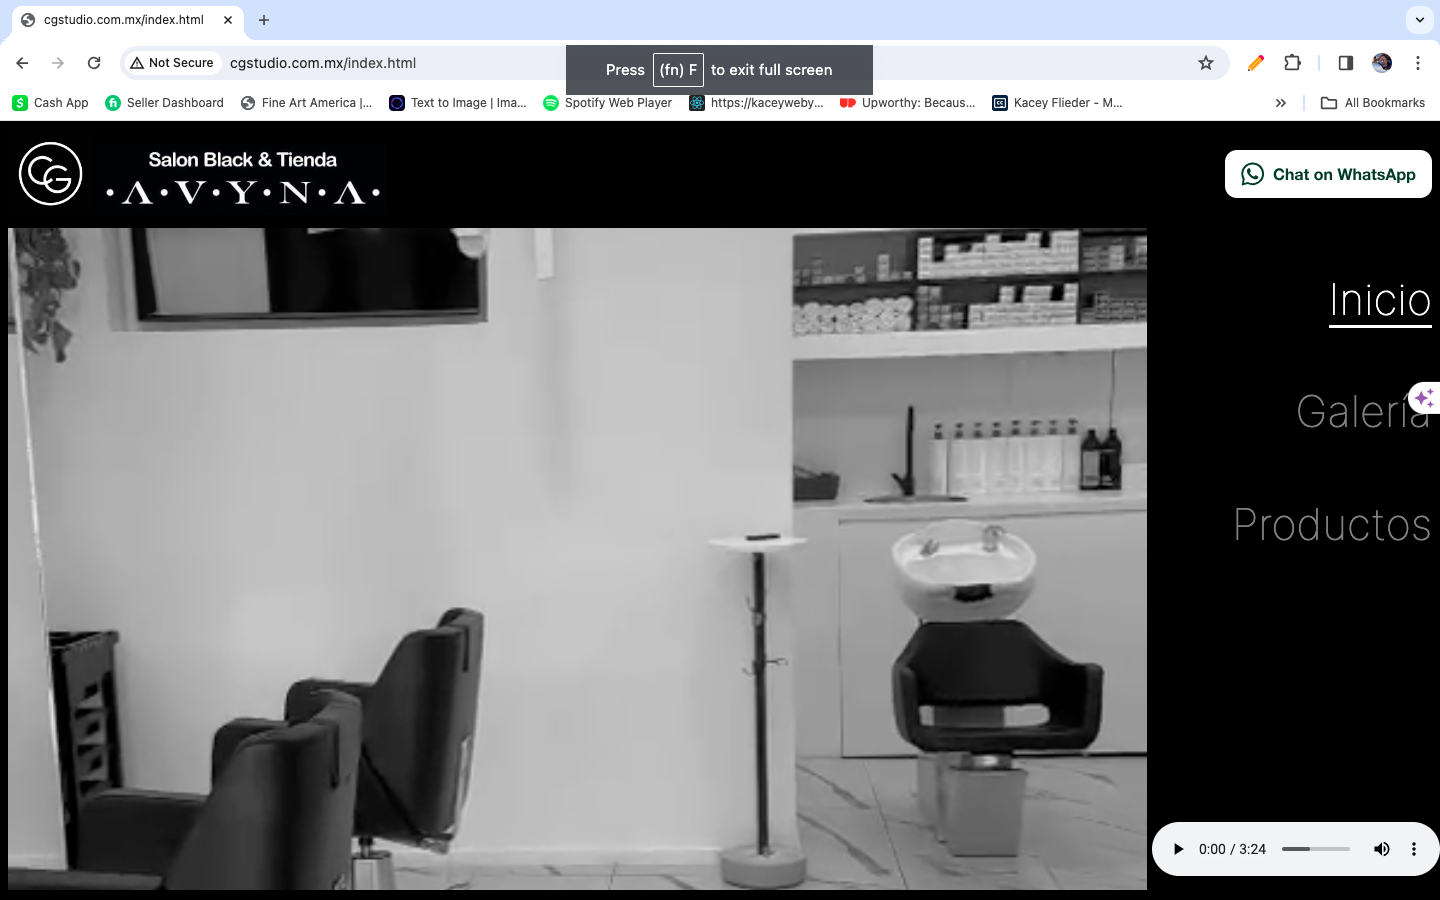 cgstudio.com.mx/index.html
Not Secure
cgstudio.com.mx/index.html
Press (fn) F to exit full screen
Cash App
Seller Dashboard
Fine Art America |...
Text to Image | Ima...
Spotify Web Player
https://kaceyweby...
Upworthy: Becaus...
Kacey Flieder - M...
All Bookmarks
CG
Salon Black & Tienda
·A·V·Y·N·A·
Chat on WhatsApp
Inicio
Galería
Productos
0:00 / 3:24